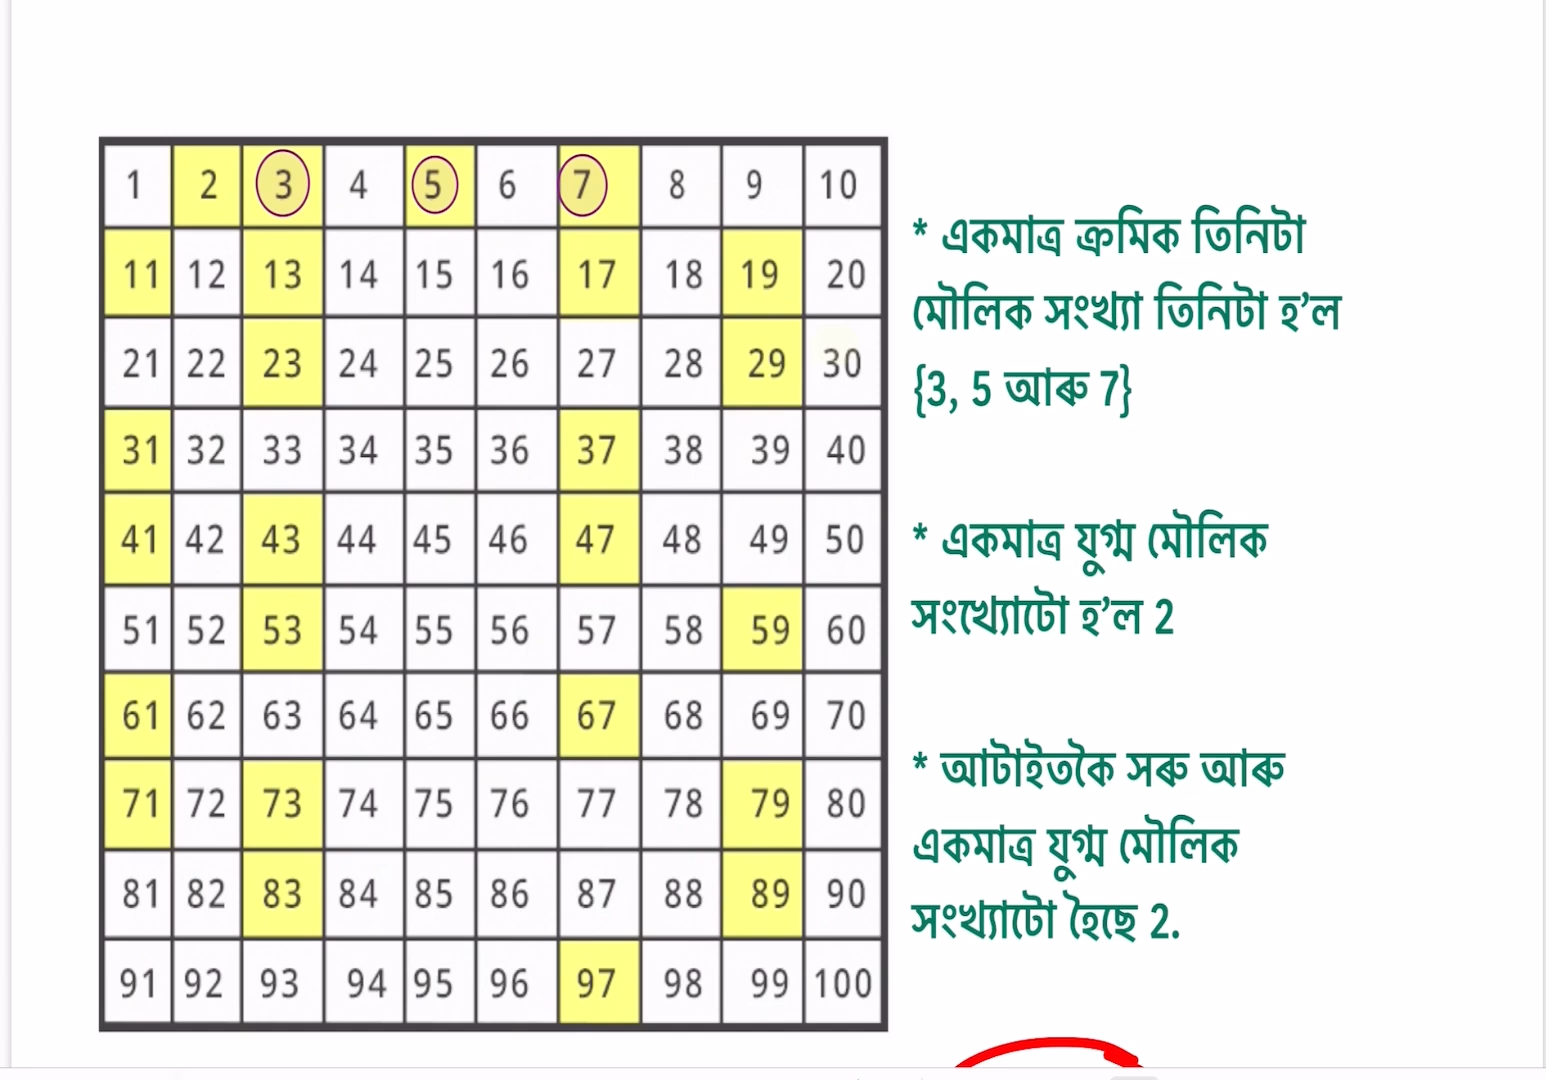 1 2 3 4 5 6 7 8 9 10
11 12 13 14 15 16 17 18 19 20
21 22 23 24 25 26 27 28 29 30
31 32 33 34 35 36 37 38 39 40
41 42 43 44 45 46 47 48 49 50
51 52 53 54 55 56 57 58 59 60
61 62 63 64 65 66 67 68 69 70
71 72 73 74 75 76 77 78 79 80
81 82 83 84 85 86 87 88 89 90
91 92 93 94 95 96 97 98 99 100
* একমাত্ৰ ক্ৰমিক তিনিটা
মৌলিক সংখ্যা তিনিটা হ’ল
{3, 5 আৰু 7}
* একমাত্ৰ যুগ্ম মৌলিক
সংখ্যোটো হ’ল 2
* আটাইতকৈ সৰু আৰু
একমাত্ৰ যুগ্ম মৌলিক
সংখ্যাটো হৈছে 2.